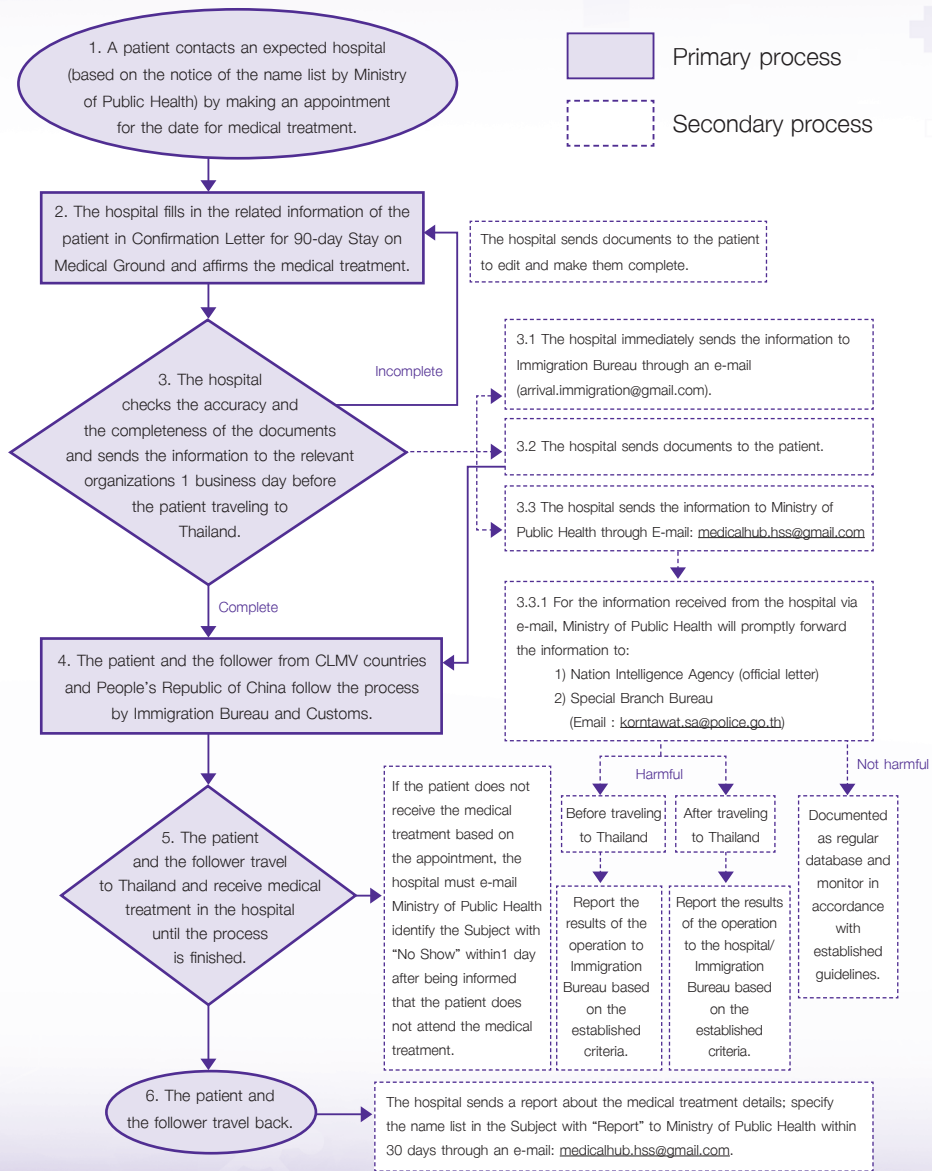 1. A patient contacts an expected hospital
(based on the notice of the name list by Ministry
of Public Health) by making an appointment
for the date for medical treatment.
Primary process
Secondary process
2. The hospital fills in the related information of the
patient in Confirmation Letter for 90-day Stay on
Medical Ground and affirms the medical treatment.
The hospital sends documents to the patient
to edit and make them complete.
3. The hospital
checks the accuracy and
the completeness of the documents
and sends the information to the relevant
organizations 1 business day before
the patient traveling to
Thailand.
Incomplete
Complete
3.1 The hospital immediately sends the information to
Immigration Bureau through an e-mail
(arrival.immigration@gmail.com).
3.2 The hospital sends documents to the patient.
3.3 The hospital sends the information to Ministry of
Public Health through E-mail: medicalhub.hss@gmail.com
3.3.1 For the information received from the hospital via
e-mail, Ministry of Public Health will promptly forward
the information to:
1) Nation Intelligence Agency (official letter)
2) Special Branch Bureau
(Email : korntawat.sa@police.go.th)
4. The patient and the follower from CLMV countries
and People's Republic of China follow the process
by Immigration Bureau and Customs.
Harmful
Not harmful
Before traveling
to Thailand
After traveling
to Thailand
Documented
as regular
database and
monitor in
accordance
with
established
guidelines.
Report the
results of the
operation to
Immigration
Bureau based
on the
established
criteria.
Report the results
of the operation
to the hospital/
Immigration
Bureau based
on the
established
criteria.
5. The patient
and the follower travel
to Thailand and receive medical
treatment in the hospital
until the process
is finished.
If the patient does not
receive the medical
treatment based on
the appointment, the
hospital must e-mail
Ministry of Public Health
identify the Subject with
"No Show" within1 day
after being informed
that the patient does
not attend the medical
treatment.
6. The patient and
the follower travel back.
The hospital sends a report about the medical treatment details; specify
the name list in the Subject with "Report" to Ministry of Public Health within
30 days through an e-mail: medicalhub.hss@gmail.com.